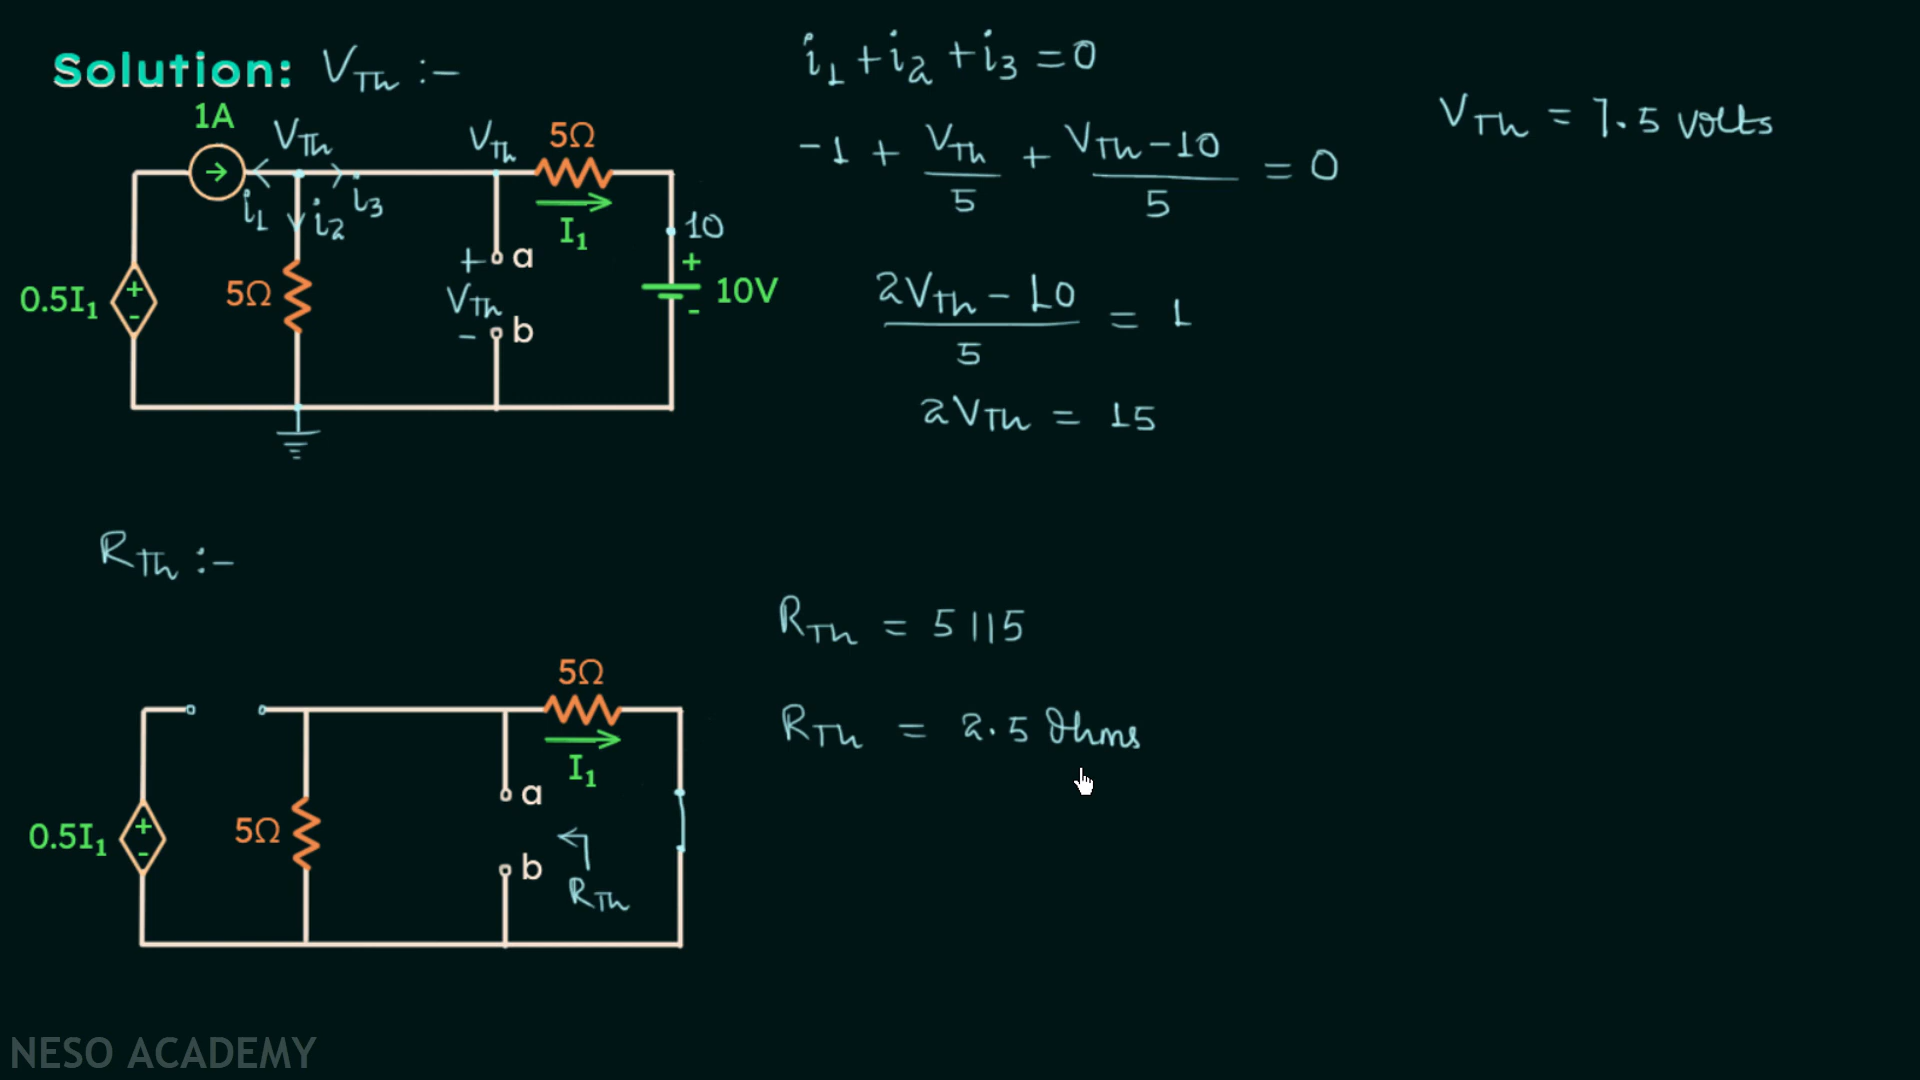 Solution: VTh :-
i1 + i2 + i3 = 0
-1 + VTh/5 + VTh-10/5 = 0
VTh = 7.5 volts
1A
VTh
VTh
5Ω
i1
i2
i3
I1
10
+
a
+
0.5I1
+
-
5Ω
VTh
10V
-
b
-
2VTh - 10/5 = 1
2VTh = 15
RTh :-
RTh = 5||5
5Ω
RTh = 2.5 Ohms
I1
a
0.5I1
+
-
5Ω
b
RTh
NESO ACADEMY